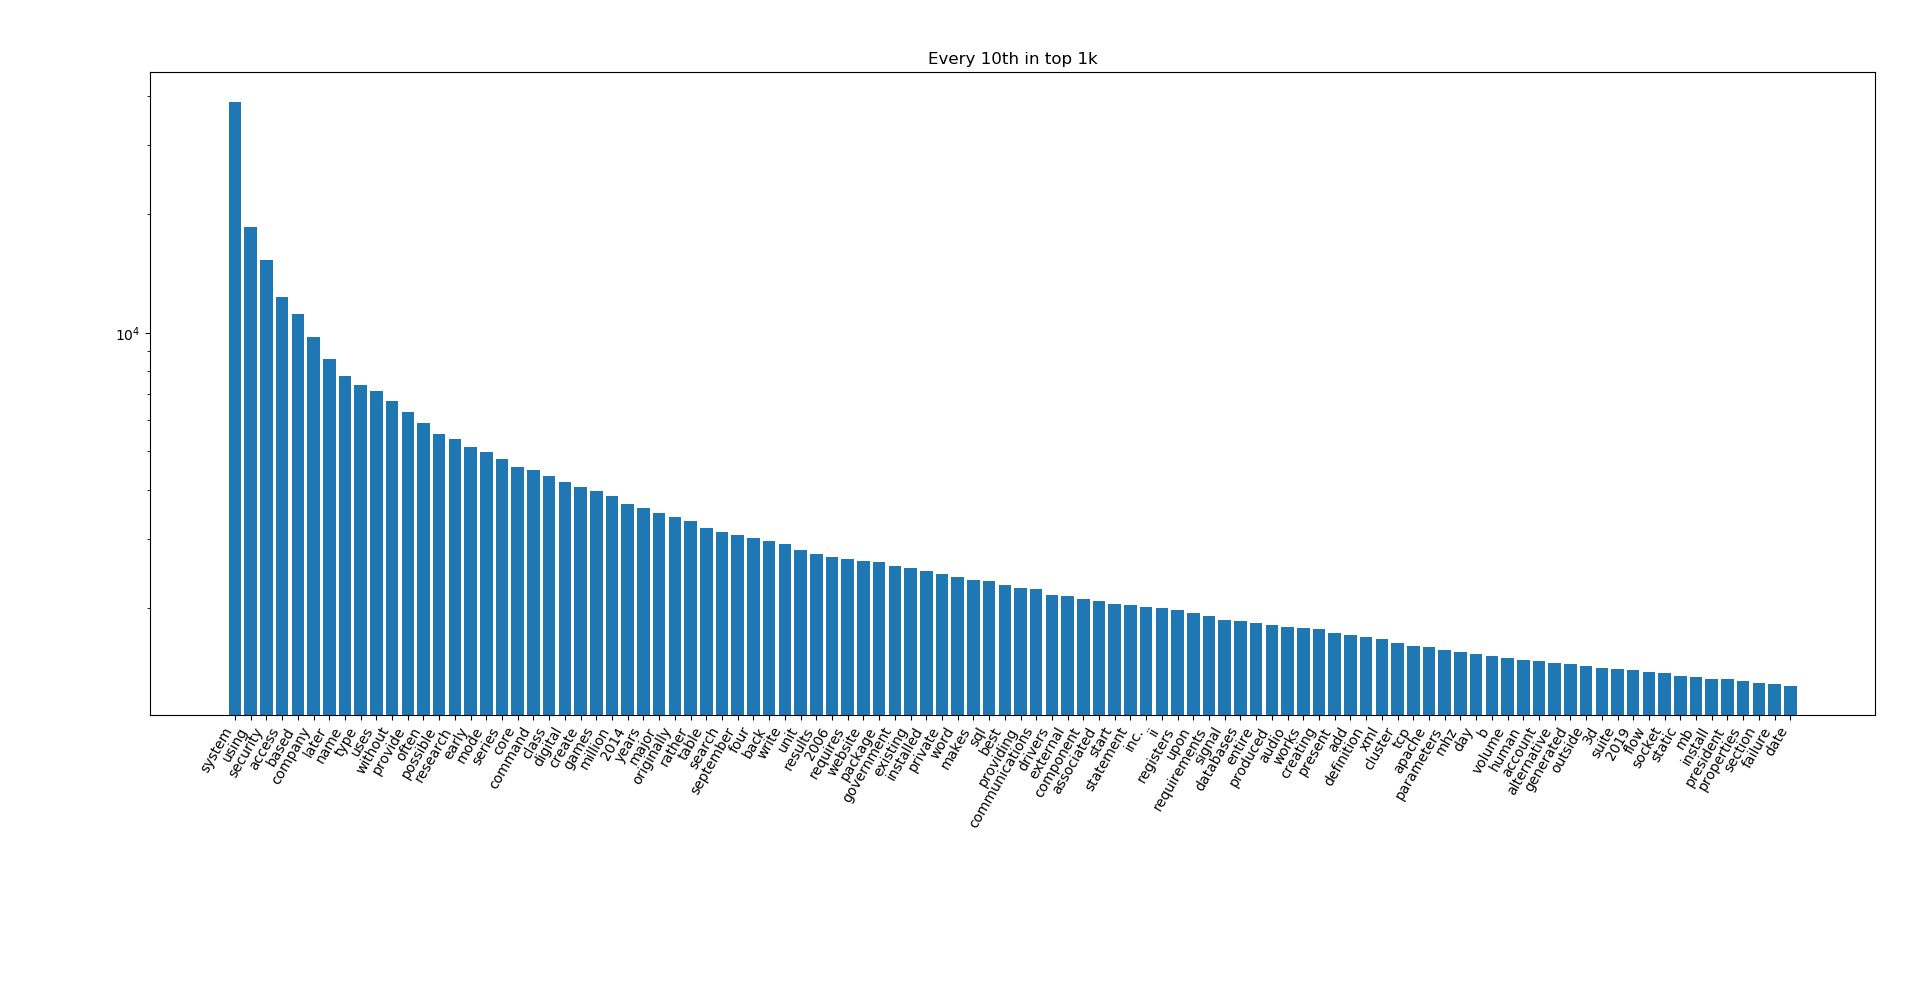 Every 10th in top 1k
10^4
system
using
security
access
based
company
later
name
type
uses
without
provide
often
possible
research
early
mode
series
core
command
class
digital
create
games
million
2014
years
major
originally
rather
table
search
september
four
back
write
unit
results
2006
requires
website
package
government
existing
installed
private
word
makes
sql
best
providing
communications
drivers
external
component
associated
start
statement
inc.
ii
registers
upon
requirements
signal
databases
entire
produced
audio
works
creating
present
add
definition
xml
cluster
tcp
apache
parameters
mhz
day
b
volume
human
account
alternative
generated
outside
3d
suite
2019
flow
socket
static
mb
install
president
properties
section
failure
date